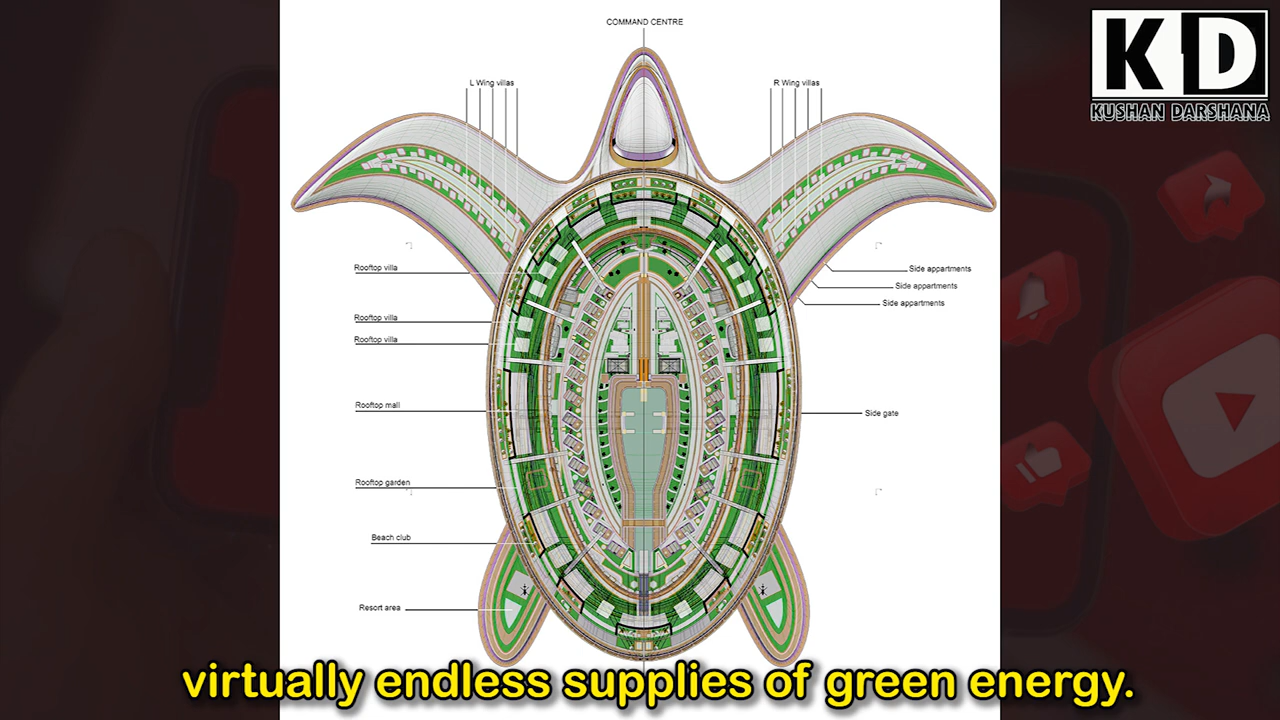 COMMAND CENTRE
KD
KUSHAN DARSHANA
L Wing villas
R Wing villas
Rooftop villa
Side appartments
Side appartments
Side appartments
Rooftop villa
Rooftop villa
Rooftop mall
Side gate
Rooftop garden
Beach club
Resort area
virtually endless supplies of green energy.